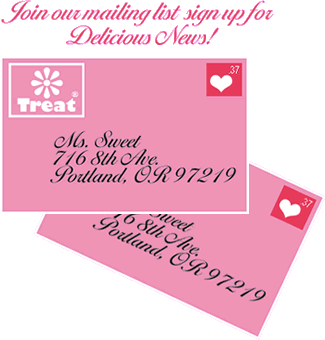 Join our mailing list sign up for
Delicious News!
37
Treat®
Ms. Sweet
716 8th Ave.
Portland, OR 97219
37
Ms. Sweet
716 8th Ave.
Portland, OR 97219